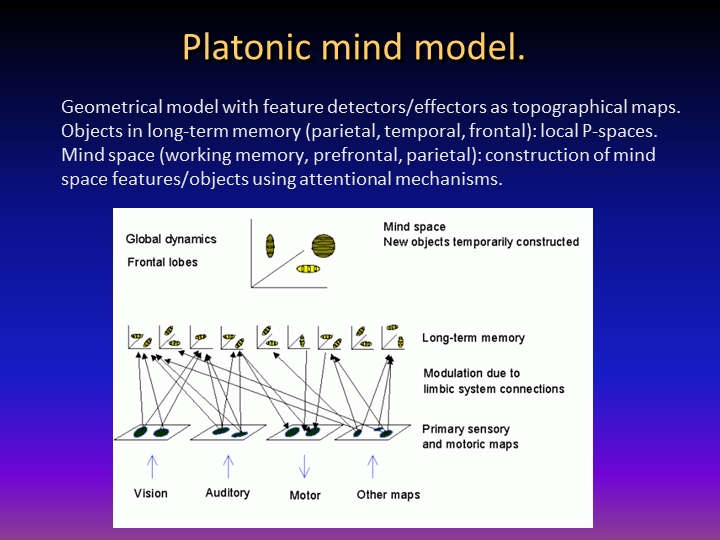 Platonic mind model.
Geometrical model with feature detectors/effectors as topographical maps.
Objects in long-term memory (parietal, temporal, frontal): local P-spaces.
Mind space (working memory, prefrontal, parietal): construction of mind
space features/objects using attentional mechanisms.
Global dynamics
Frontal lobes
Mind space
New objects temporarily constructed
Long-term memory
Modulation due to
limbic system connections
Primary sensory
and motoric maps
Vision
Auditory
Motor
Other maps